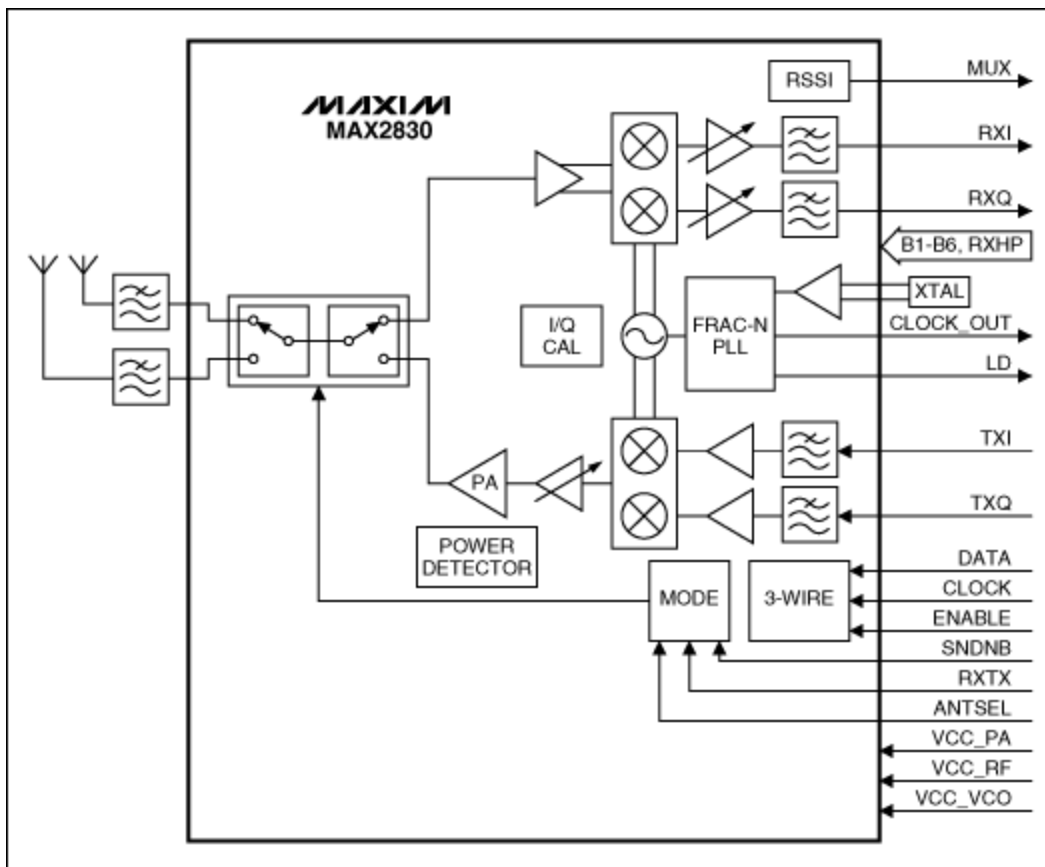 MAXIM
MAX2830
RSSI
MUX
RXI
RXQ
B1-B6, RXHP
XTAL
I/Q
CAL
FRAC-N
PLL
CLOCK_OUT
LD
TXI
PA
TXQ
POWER
DETECTOR
MODE
3-WIRE
DATA
CLOCK
ENABLE
SNDNB
RXTX
ANTSEL
VCC_PA
VCC_RF
VCC_VCO